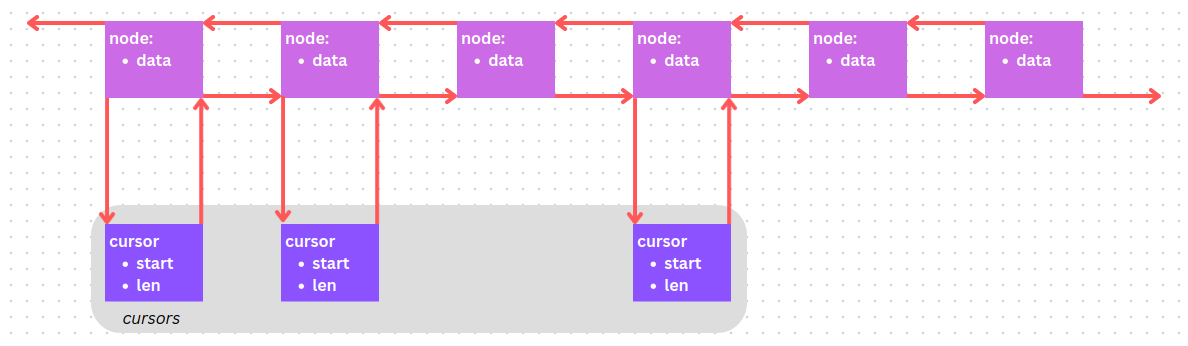 node:
• data
node:
• data
node:
• data
node:
• data
node:
• data
node:
• data
cursor
• start
• len
cursor
• start
• len
cursor
• start
• len
cursors